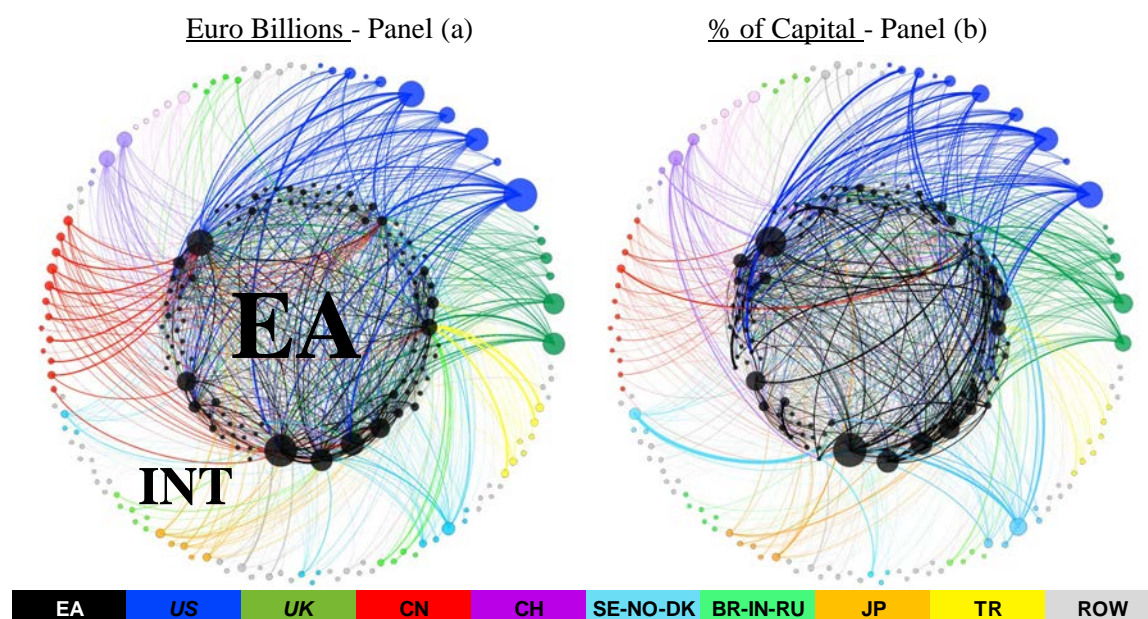 Euro Billions - Panel (a)
% of Capital - Panel (b)
EA
INT
EA US UK CN CH SE-NO-DK BR-IN-RU JP TR ROW